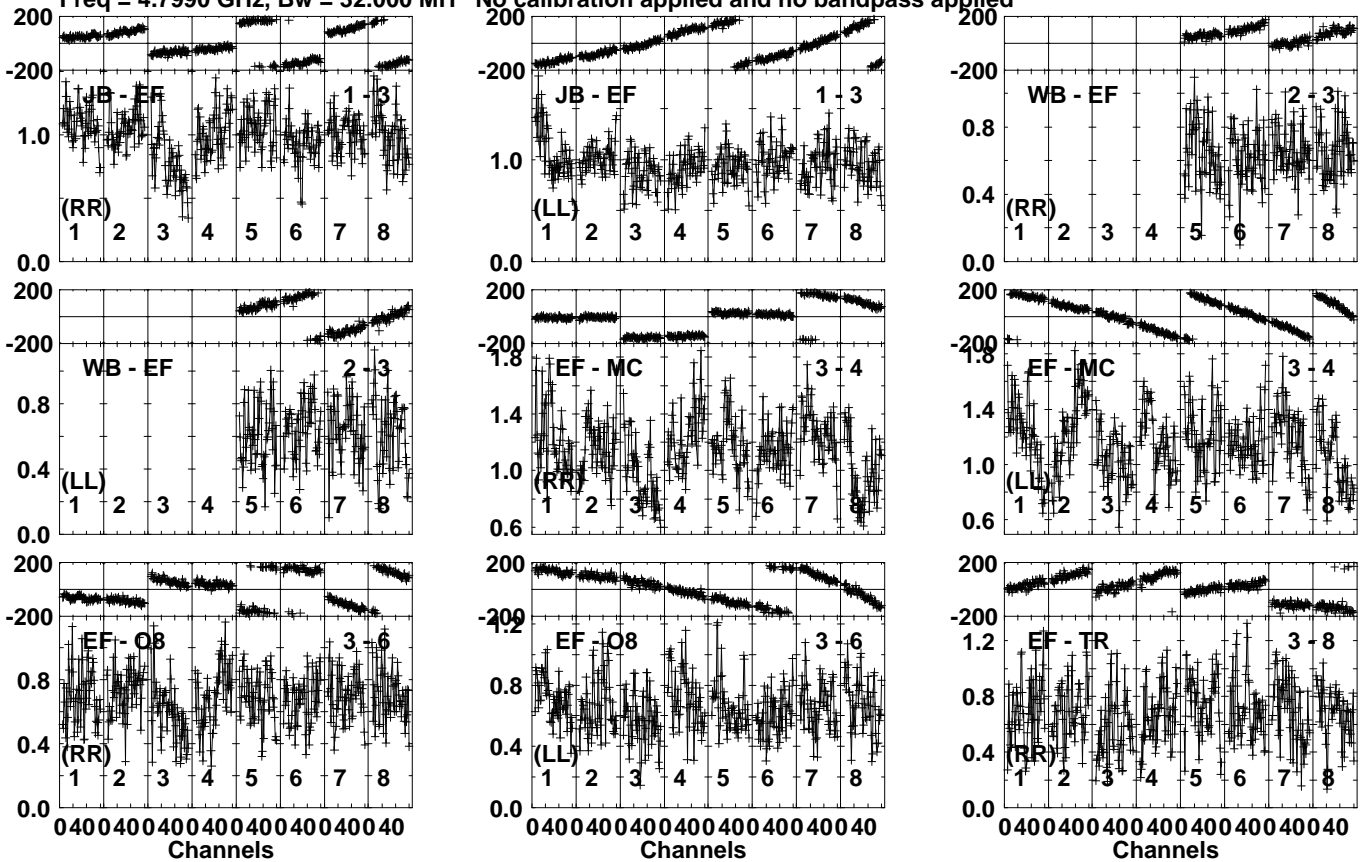 Freq = 4.7990 GHz, Bw = 32.000 MH No calibration applied and no bandpass applied
200 200 200
-200 -200 -200
JB - EF 1 - 3 JB - EF 1 - 3 WB - EF 2 - 3
1.0 1.0 0.8
0.4
(RR) (LL) (RR)
1 2 3 4 5 6 7 8 1 2 3 4 5 6 7 8 1 2 3 4 5 6 7 8
0.0 0.0 0.0
200 200 200
-200 -200 -200
1.8 1.8
WB - EF 2 - 3 EF - MC 3 - 4 EF - MC 3 - 4
0.8 1.4 1.4
0.4 1.0 1.0
(LL) (RR) (LL)
1 2 3 4 5 6 7 8 1 2 3 4 5 6 7 8 1 2 3 4 5 6 7 8
0.0 0.6 0.6
200 200 200
-200 -200 -200
1.2
EF - O8 3 - 6 EF - O8 3 - 6 EF - TR 3 - 8
1.2
0.8 0.8 0.8
0.4 0.4 0.4
(RR) (LL) (RR)
1 2 3 4 5 6 7 8 1 2 3 4 5 6 7 8 1 2 3 4 5 6 7 8
0.0 0.0 0.0
0 40 0 40 0 40 0 40 0 40 0 40 0 40 0 40 0 40 0 40 0 40 0 40 0 40 0 40 0 40 0 40 0 40 0 40 0 40 0 40 0 40 0 40 0 40 0 40
Channels Channels Channels